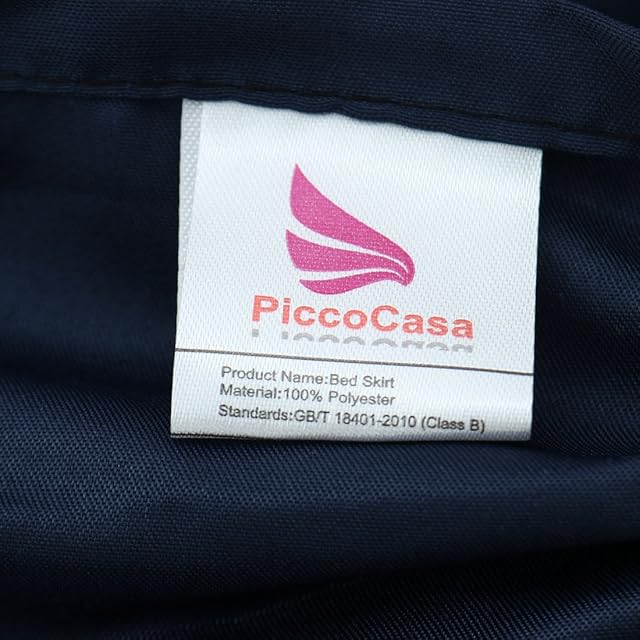 PiccoCasa
Product Name:Bed Skirt
Material:100% Polyester
Standards:GB/T 18401-2010 (Class B)